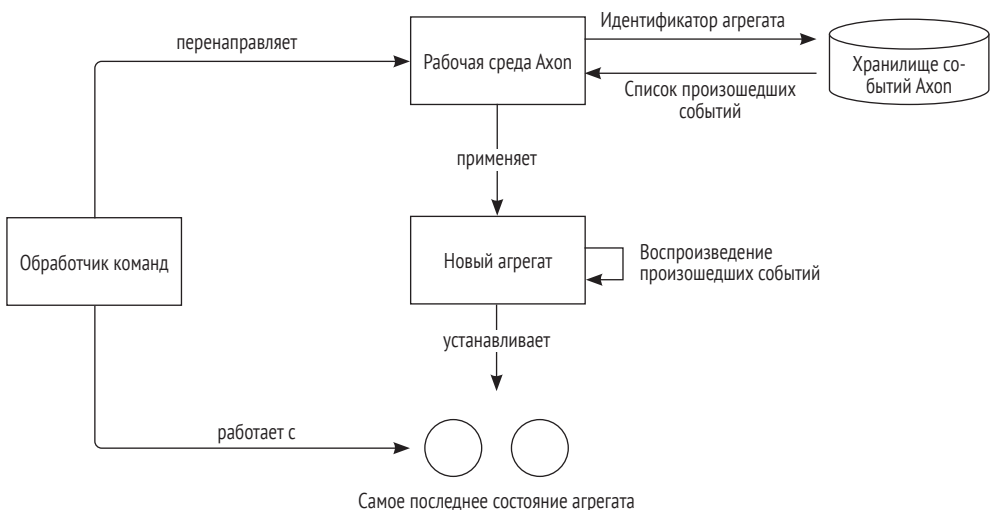 Идентификатор агрегата
перенаправляет
Рабочая среда Axon
Хранилище со-
бытий Axon
Список произошедших
событий
применяет
Обработчик команд
Новый агрегат
Воспроизведение
произошедших событий
устанавливает
работает с
Самое последнее состояние агрегата